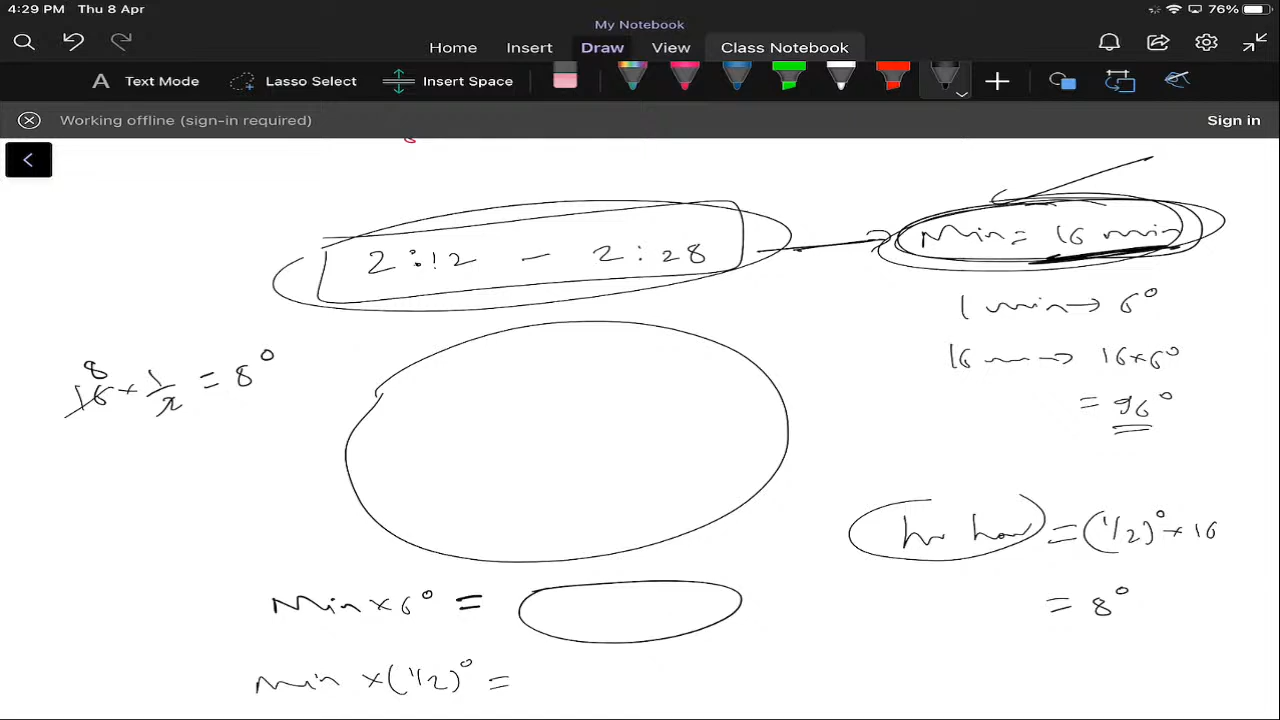 4:29 PM Thu 8 Apr
76%
My Notebook
Home Insert Draw View Class Notebook
Text Mode Lasso Select Insert Space
Working offline (sign-in required) Sign in
2:12 — 2:28
Min = 16 min
1 min → 6°
16 min → 16×6°
= 96°
8
16 × 1/2 = 8°
hr = (1/2)° × 16
= 8°
Min × 6° =
Min × (1/2)° =